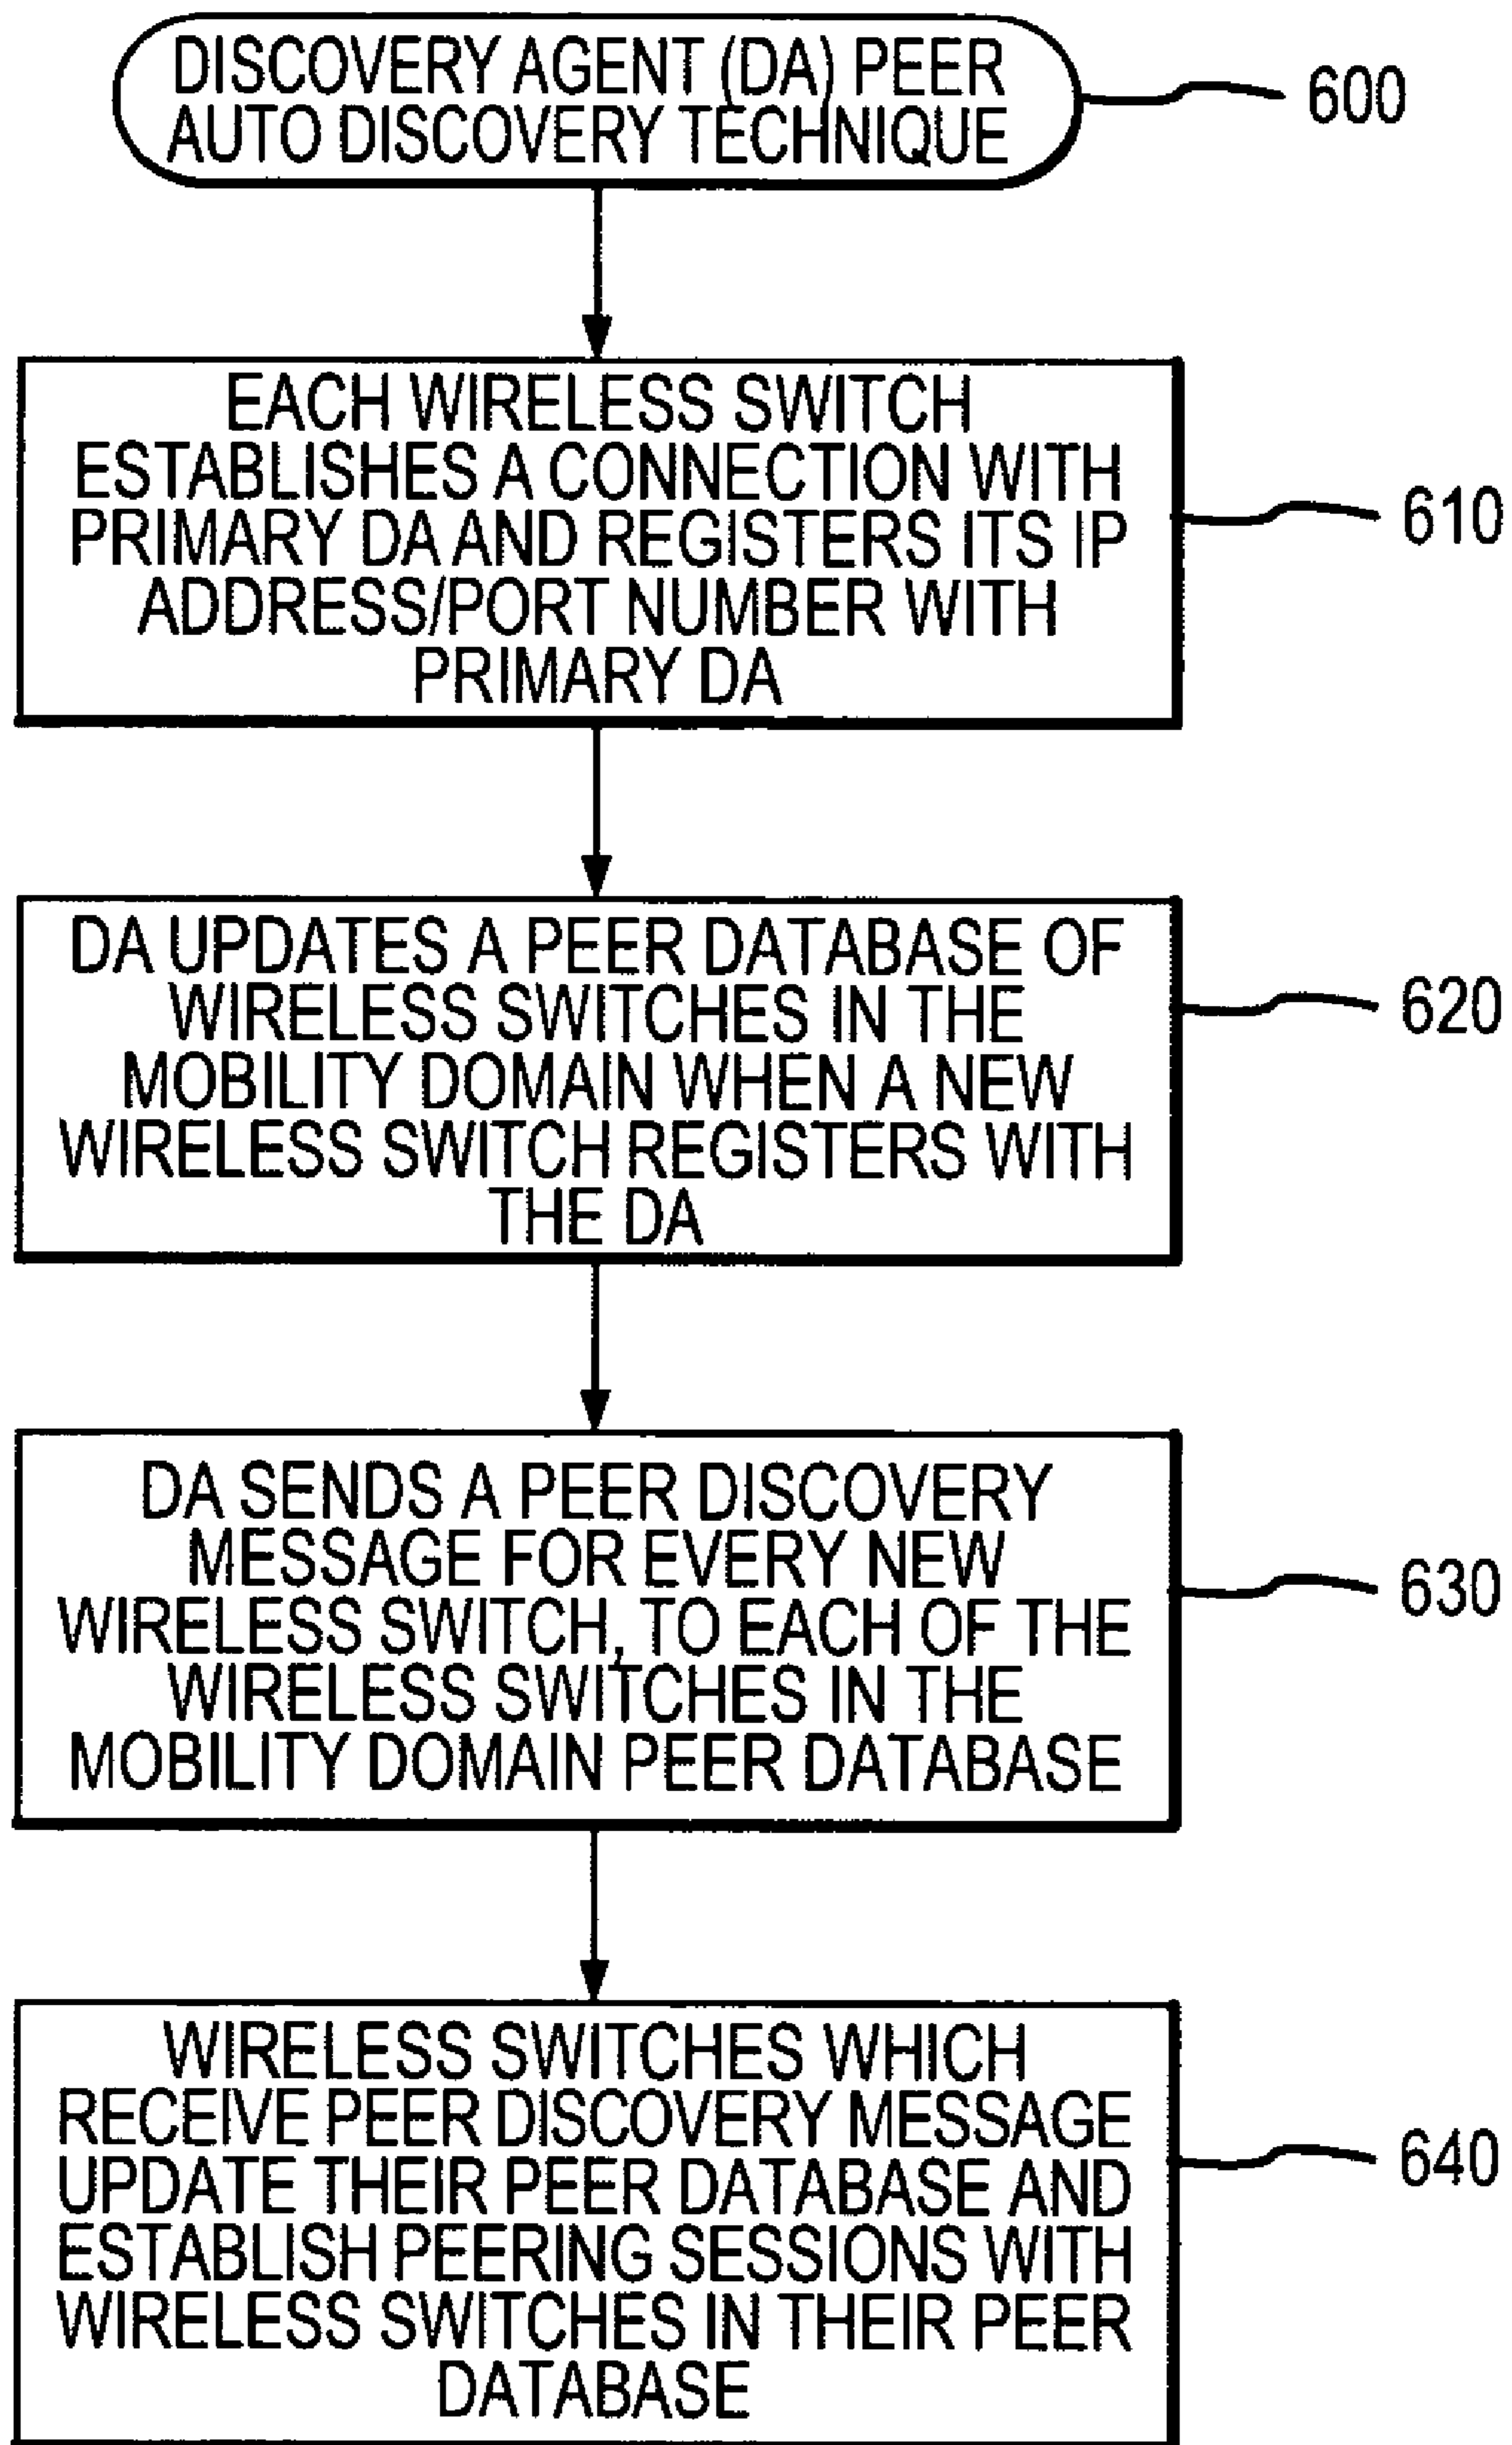 DISCOVERY AGENT (DA) PEER
AUTO DISCOVERY TECHNIQUE
600
EACH WIRELESS SWITCH
ESTABLISHES A CONNECTION WITH
PRIMARY DA AND REGISTERS ITS IP
ADDRESS/PORT NUMBER WITH
PRIMARY DA
610
DA UPDATES A PEER DATABASE OF
WIRELESS SWITCHES IN THE
MOBILITY DOMAIN WHEN A NEW
WIRELESS SWITCH REGISTERS WITH
THE DA
620
DA SENDS A PEER DISCOVERY
MESSAGE FOR EVERY NEW
WIRELESS SWITCH, TO EACH OF THE
WIRELESS SWITCHES IN THE
MOBILITY DOMAIN PEER DATABASE
630
WIRELESS SWITCHES WHICH
RECEIVE PEER DISCOVERY MESSAGE
UPDATE THEIR PEER DATABASE AND
ESTABLISH PEERING SESSIONS WITH
WIRELESS SWITCHES IN THEIR PEER
DATABASE
640